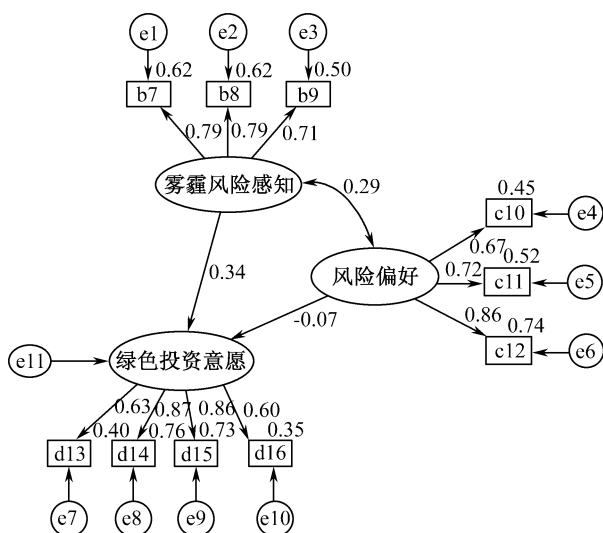 e1 e2 e3
0.62 0.62 0.50
b7 b8 b9
0.79 0.79 0.71
雾霾风险感知
0.29
0.45
c10 e4
0.67
0.72 0.52
c11 e5
风险偏好
0.34
0.86 0.74
c12 e6
-0.07
e11 绿色投资意愿
0.63 0.87 0.86 0.60
0.40 0.76 0.73 0.35
d13 d14 d15 d16
e7 e8 e9 e10